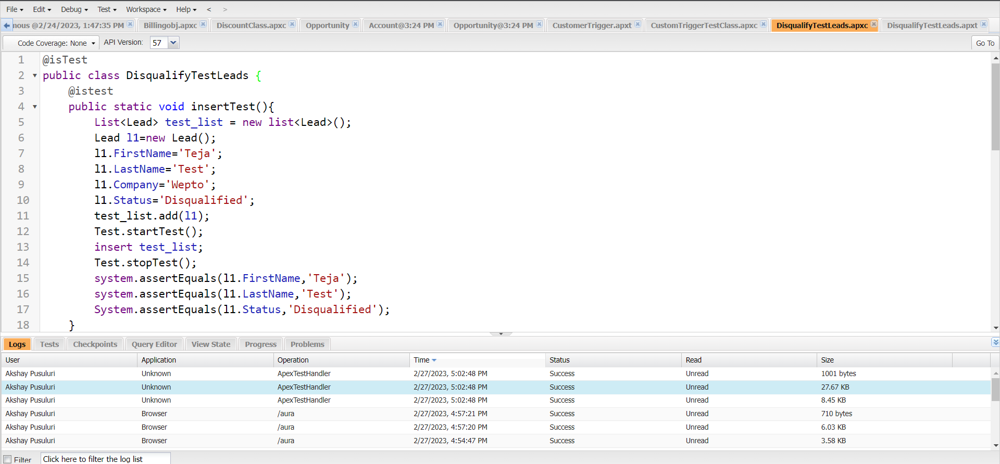 File Edit Debug Test Workspace Help < >
nous @2/24/2023, 1:47:35 PM Billingobj.apxc DiscountClass.apxc Opportunity Account@3:24 PM Opportunity@3:24 PM CustomerTrigger.apxt CustomTriggerTestClass.apxc DisqualifyTestLeads.apxc DisqualifyTestLeads.apxt
Code Coverage: None API Version: 57 Go To
1 @isTest
2 public class DisqualifyTestLeads {
3 @istest
4 public static void insertTest(){
5 List<Lead> test_list = new list<Lead>();
6 Lead l1=new Lead();
7 l1.FirstName='Teja';
8 l1.LastName='Test';
9 l1.Company='Wepto';
10 l1.Status='Disqualified';
11 test_list.add(l1);
12 Test.startTest();
13 insert test_list;
14 Test.stopTest();
15 system.assertEquals(l1.FirstName,'Teja');
16 system.assertEquals(l1.LastName,'Test');
17 System.assertEquals(l1.Status,'Disqualified');
18 }
Logs Tests Checkpoints Query Editor View State Progress Problems
User Application Operation Time Status Read Size
Akshay Pusuluri Unknown ApexTestHandler 2/27/2023, 5:02:48 PM Success Unread 1001 bytes
Akshay Pusuluri Unknown ApexTestHandler 2/27/2023, 5:02:48 PM Success Unread 27.67 KB
Akshay Pusuluri Unknown ApexTestHandler 2/27/2023, 5:02:48 PM Success Unread 8.45 KB
Akshay Pusuluri Browser /aura 2/27/2023, 4:57:21 PM Success Unread 710 bytes
Akshay Pusuluri Browser /aura 2/27/2023, 4:57:20 PM Success Unread 6.03 KB
Akshay Pusuluri Browser /aura 2/27/2023, 4:54:47 PM Success Unread 3.58 KB
Filter Click here to filter the log list